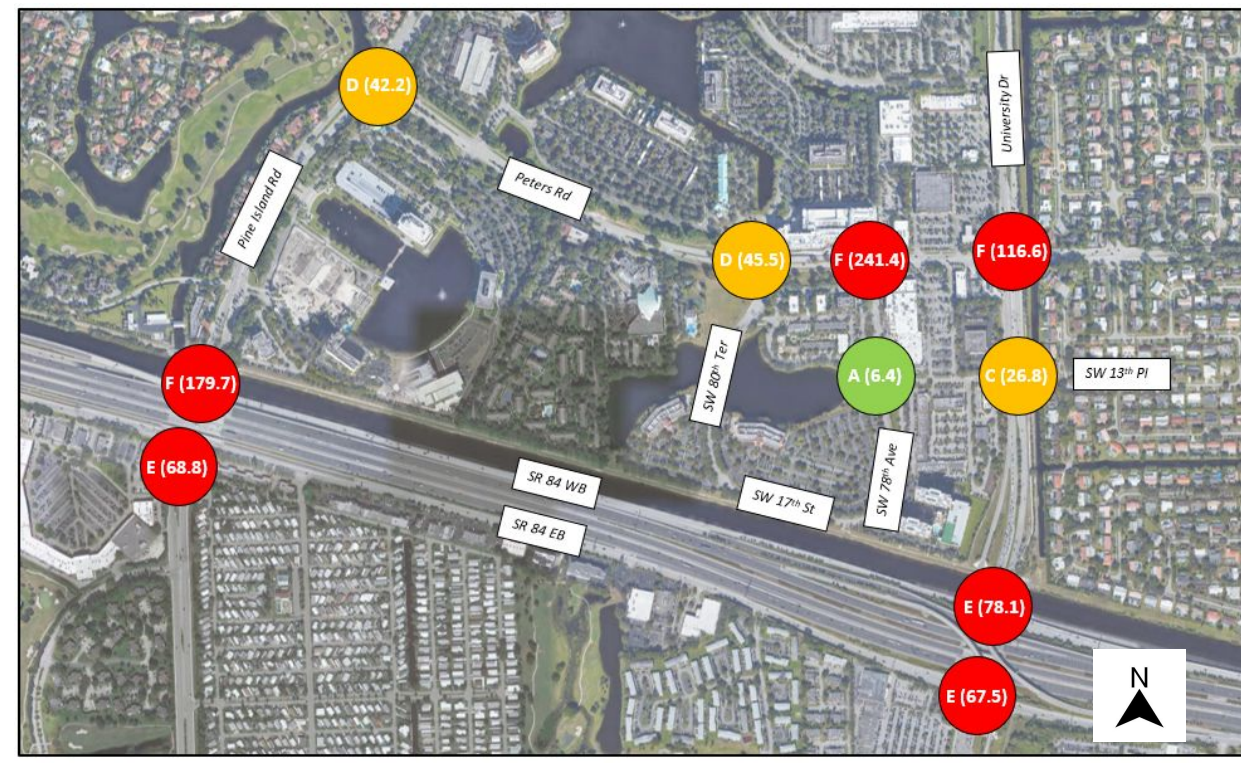 D (42.2)
University Dr
Pine Island Rd
Peters Rd
D (45.5)
F (241.4)
F (116.6)
F (179.7)
SW 80th Ter
A (6.4)
C (26.8)
SW 13th Pl
E (68.8)
SR 84 WB
SW 17th St
SW 78th Ave
SR 84 EB
E (78.1)
E (67.5)
N